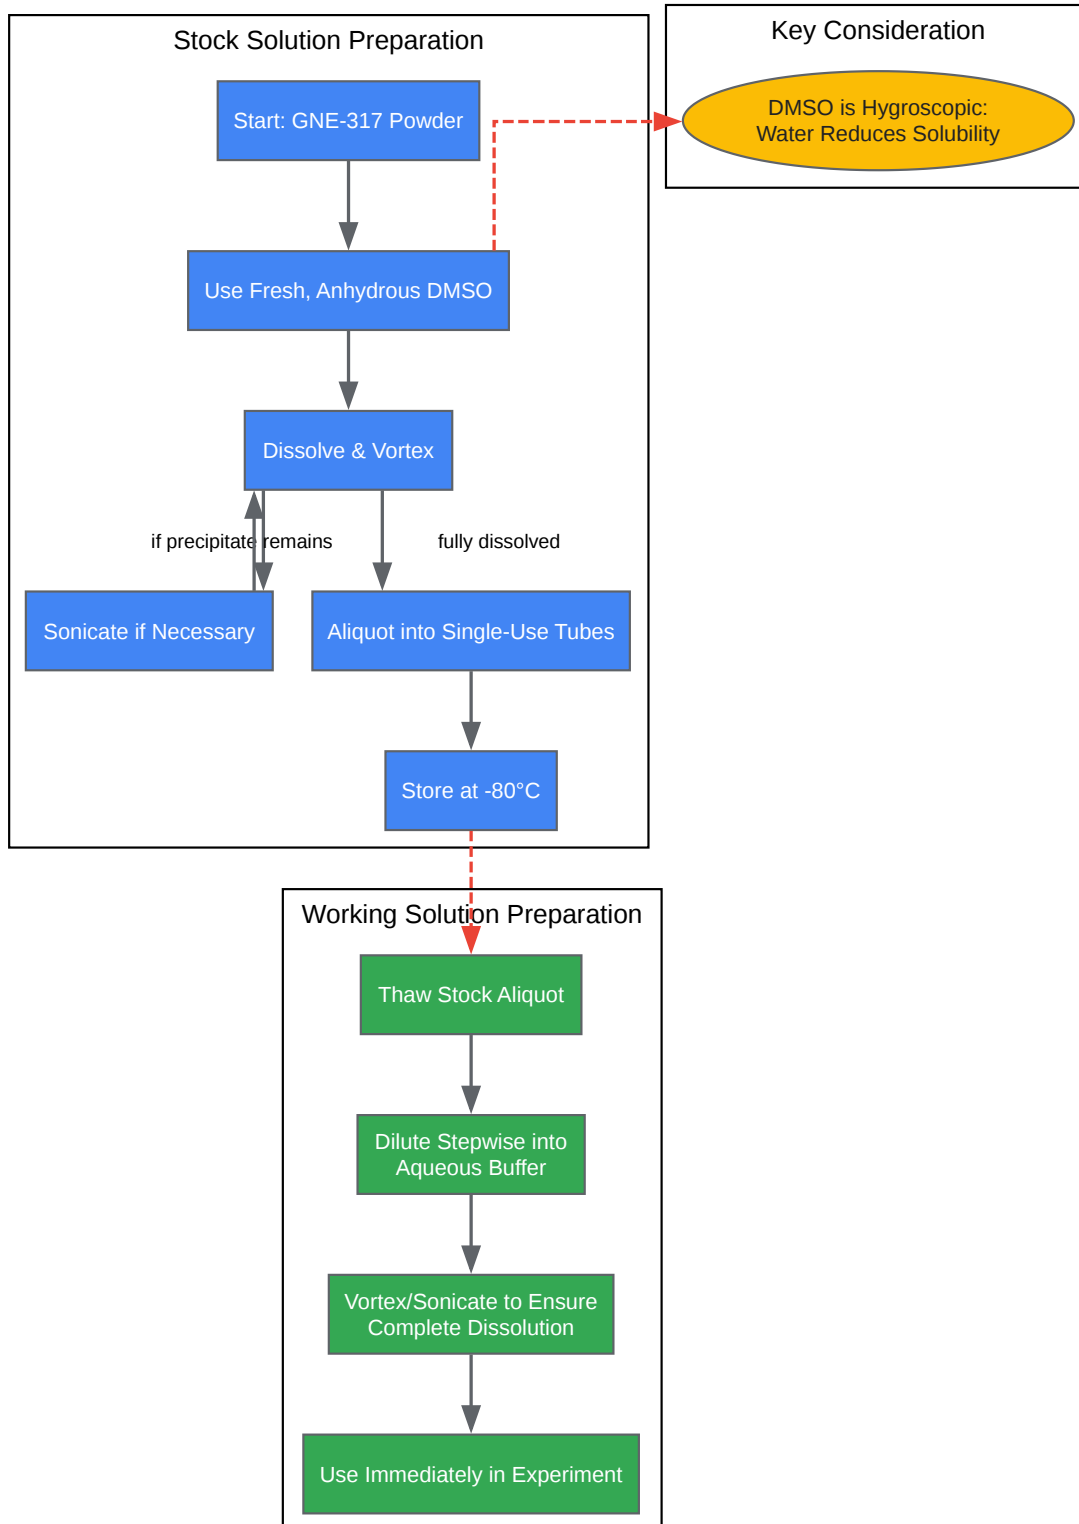 Stock Solution Preparation
Start: GNE-317 Powder
Use Fresh, Anhydrous DMSO
Dissolve & Vortex
if precipitate remains
fully dissolved
Sonicate if Necessary
Aliquot into Single-Use Tubes
Store at -80°C
Key Consideration
DMSO is Hygroscopic:
Water Reduces Solubility
Working Solution Preparation
Thaw Stock Aliquot
Dilute Stepwise into
Aqueous Buffer
Vortex/Sonicate to Ensure
Complete Dissolution
Use Immediately in Experiment